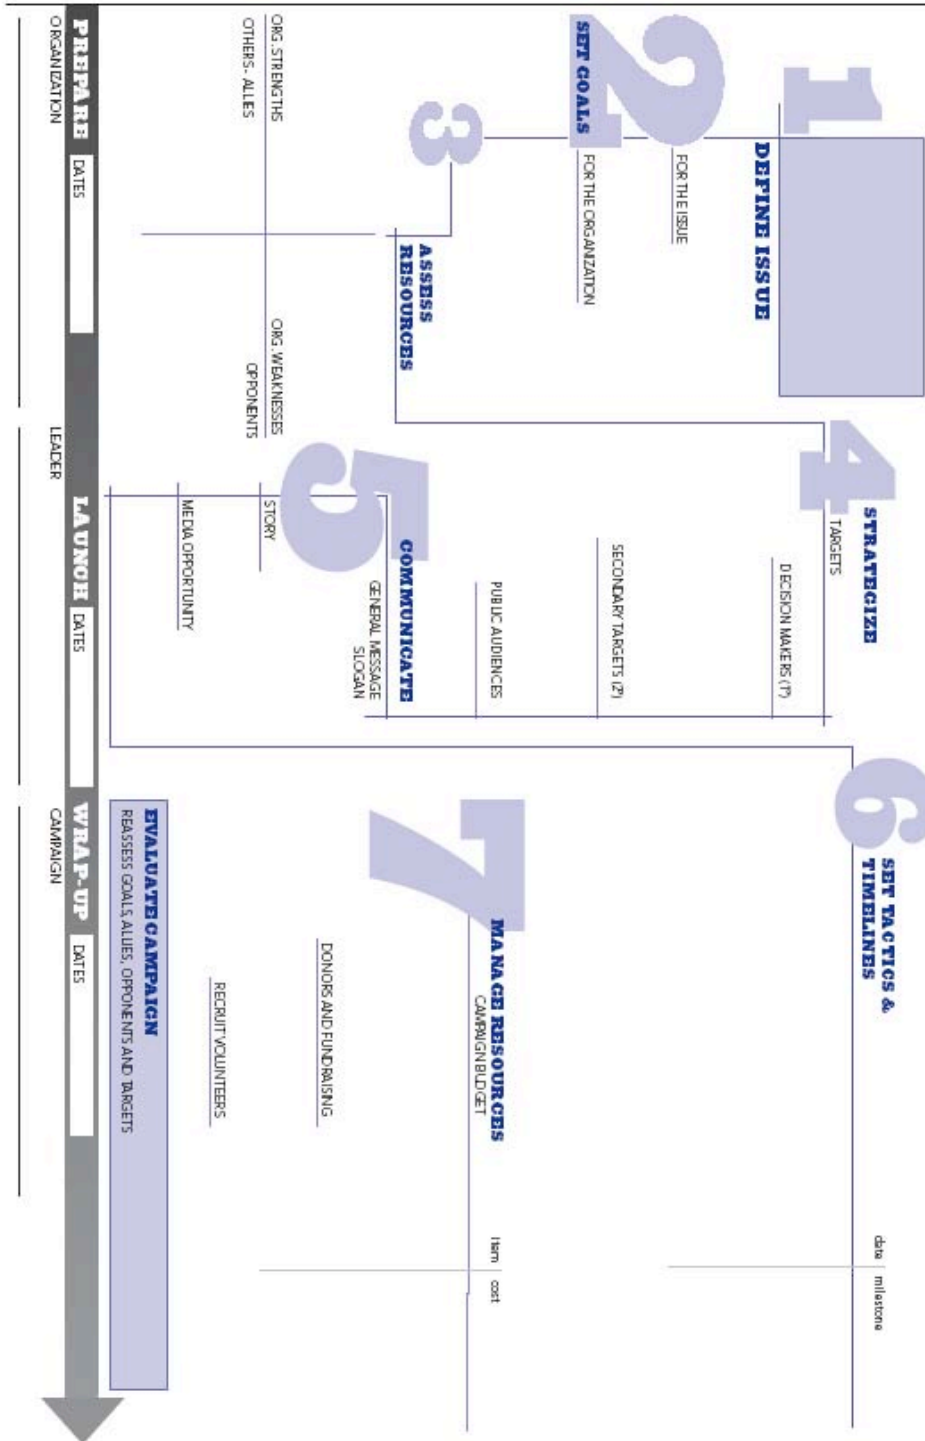 1
DEFINE ISSUE
2
SET GOALS
FOR THE ISSUE
FOR THE ORGANIZATION
3
ASSESS
RESOURCES
ORG. STRENGTHS
OTHERS - ALLIES
ORG. WEAKNESSES
OPPONENTS
4
STRATEGIZE
TARGETS
DECISION MAKERS (1°)
SECONDARY TARGETS (2°)
PUBLIC AUDIENCES
5
COMMUNICATE
GENERAL MESSAGE
SLOGAN
STORY
MEDIA OPPORTUNITY
6
SET TACTICS &
TIMELINES
date milestone
7
MANAGE RESOURCES
CAMPAIGN BUDGET
item cost
DONORS AND FUNDRAISING
RECRUIT VOLUNTEERS
EVALUATE CAMPAIGN
REASSESS GOALS, ALLIES, OPPONENTS AND TARGETS
PREPARE DATES
LAUNCH DATES
WRAP-UP DATES
ORGANIZATION
LEADER
CAMPAIGN